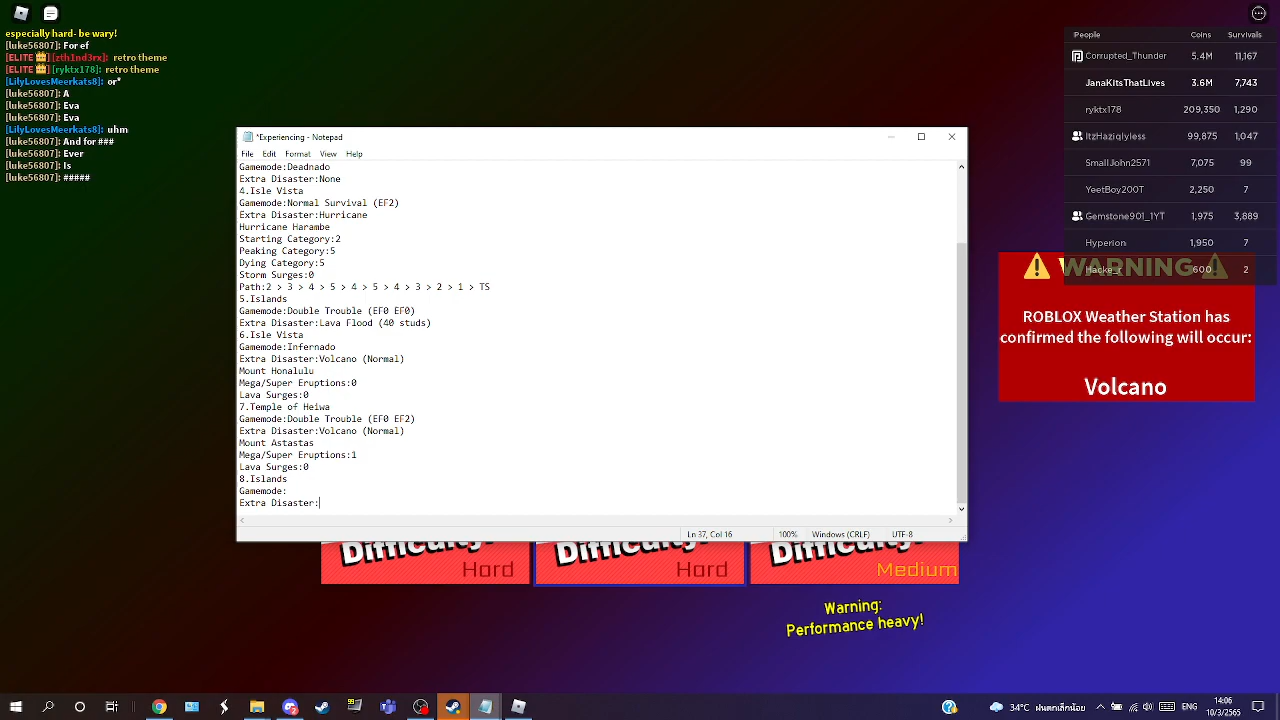 especially hard- be wary!
[luke56807]: For ef
[ELITE][zth1nd3rx]: retro theme
[ELITE][ryktx178]: retro theme
[LilyLovesMeerkats8]: or*
[luke56807]: A
[luke56807]: Eva
[luke56807]: Eva
[LilyLovesMeerkats8]: uhm
[luke56807]: And for ###
[luke56807]: Ever
[luke56807]: Is
[luke56807]: #####
*Experiencing - Notepad
File Edit Format View Help
Gamemode:Deadnado
Extra Disaster:None
4.Isle Vista
Gamemode:Normal Survival (EF2)
Extra Disaster:Hurricane
Hurricane Harambe
Starting Category:2
Peaking Category:5
Dying Category:5
Storm Surges:0
Path:2 > 3 > 4 > 5 > 4 > 5 > 4 > 3 > 2 > 1 > TS
5.Islands
Gamemode:Double Trouble (EF0 EF0)
Extra Disaster:Lava Flood (40 studs)
6.Isle Vista
Gamemode:Infernado
Extra Disaster:Volcano (Normal)
Mount Honalulu
Mega/Super Eruptions:0
Lava Surges:0
7.Temple of Heiwa
Gamemode:Double Trouble (EF0 EF2)
Extra Disaster:Volcano (Normal)
Mount Astastas
Mega/Super Eruptions:1
Lava Surges:0
8.Islands
Gamemode:
Extra Disaster:
Ln 37, Col 16 100% Windows (CRLF) UTF-8
People Coins Survivals
Corrupted_Thunder 5.4M 11,167
JanaKitsThatLives 3.6M 7,743
ryktx178 209,350 1,290
ItzHaziqIyless 99,875 1,047
SmallJohn2571 7,075 99
YeetBoy200T 2,250 7
Gemstone90l_1YT 1,975 3,889
Hyperion 1,950 7
600 2
WARNING
ROBLOX Weather Station has
confirmed the following will occur:
Volcano
Difficulty: Difficulty: Difficulty:
Hard Hard Medium
Warning:
Performance heavy!
34°C ENG
14:06
10/3/2565